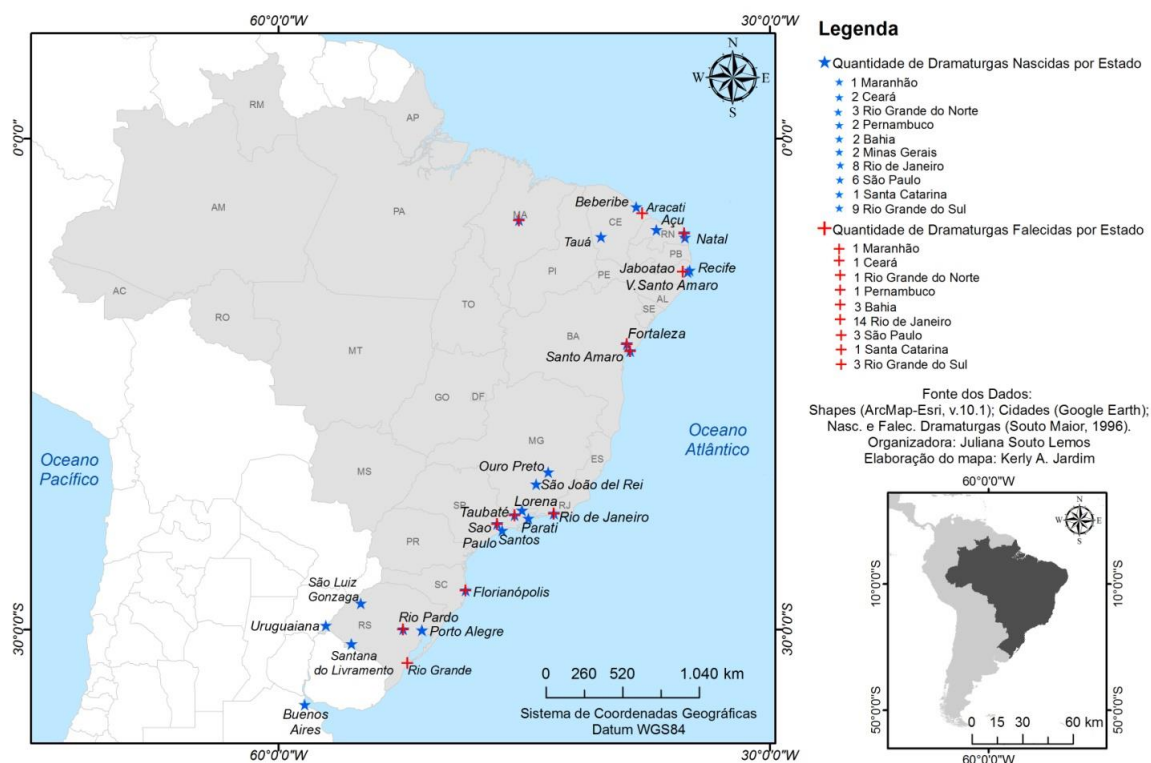 60°0'0"W
30°0'0"W
N
W
E
S
0°0'0"
30°0'0"S
RM
AP
AM
PA
MA
Beberibe
Aracati
CE
Açu
RN
Tauá
Natal
PB
PI
Jaboatao
Recife
PE
V.Santo Amaro
AC
RO
TO
AL
SE
MT
BA
Fortaleza
Santo Amaro
GO
DF
MG
ES
Oceano
Atlântico
Oceano
Pacífico
MS
Ouro Preto
São João del Rei
SP
Lorena
RJ
Taubaté
Rio de Janeiro
Sao
Paulo
Parati
Santos
PR
SC
Florianópolis
São Luiz
Gonzaga
Uruguaiana
RS
Rio Pardo
Porto Alegre
Santana
do Livramento
Rio Grande
Buenos
Aires
0 260 520 1.040 km
Sistema de Coordenadas Geográficas
Datum WGS84
60°0'0"W
30°0'0"W
Legenda
Quantidade de Dramaturgas Nascidas por Estado
1 Maranhão
2 Ceará
3 Rio Grande do Norte
2 Pernambuco
2 Bahia
2 Minas Gerais
8 Rio de Janeiro
6 São Paulo
1 Santa Catarina
9 Rio Grande do Sul
Quantidade de Dramaturgas Falecidas por Estado
1 Maranhão
1 Ceará
1 Rio Grande do Norte
1 Pernambuco
3 Bahia
14 Rio de Janeiro
3 São Paulo
1 Santa Catarina
3 Rio Grande do Sul
Fonte dos Dados:
Shapes (ArcMap-Esri, v.10.1); Cidades (Google Earth);
Nasc. e Falec. Dramaturgas (Souto Maior, 1996).
Organizadora: Juliana Souto Lemos
Elaboração do mapa: Kerly A. Jardim
60°0'0"W
N
W
E
S
10°0'0"S
10°0'0"S
50°0'0"S
50°0'0"S
0 15 30 60 km
60°0'0"W